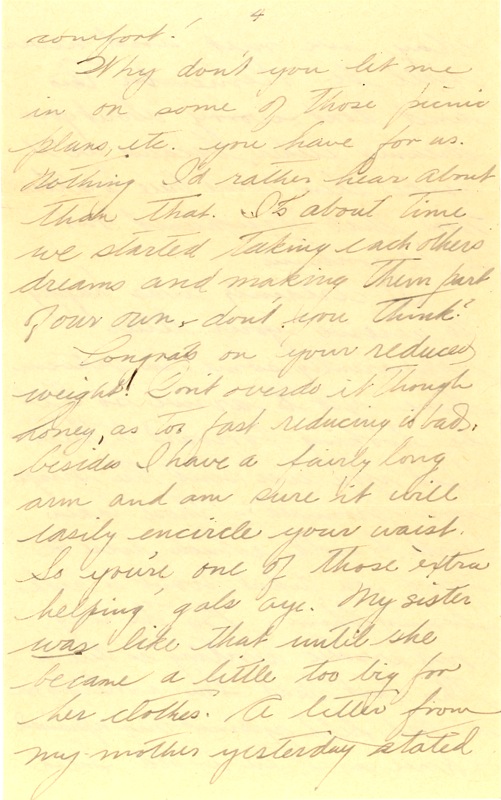 4
comfort!
Why don't you let me
in on some of those picnic
plans, etc. you have for us.
Nothing I'd rather hear about
than that. It's about time
we started taking each others
dreams and making them part
of our own, don't you think?
Congrats on your reduced
weight! Don't overdo it though
honey, as too fast reducing is bad,
besides I have a fairly long
arm and am sure it will
easily encircle your waist.
So you're one of those 'extra
helping' gals aye. My sister
was like that until she
became a little too big for
her clothes. A letter from
my mother yesterday stated